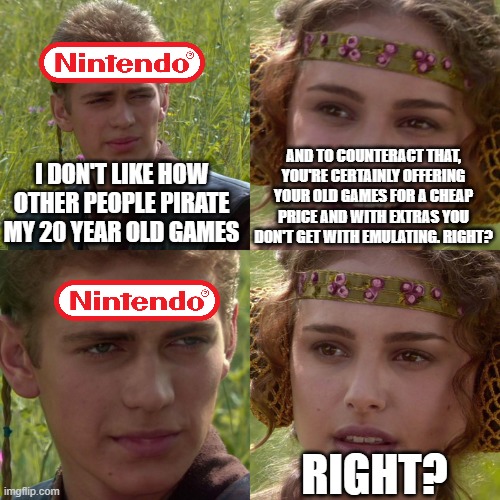 Nintendo®
I DON'T LIKE HOW
OTHER PEOPLE PIRATE
MY 20 YEAR OLD GAMES
AND TO COUNTERACT THAT,
YOU'RE CERTAINLY OFFERING
YOUR OLD GAMES FOR A CHEAP
PRICE AND WITH EXTRAS YOU
DON'T GET WITH EMULATING. RIGHT?
Nintendo®
RIGHT?
imgflip.com